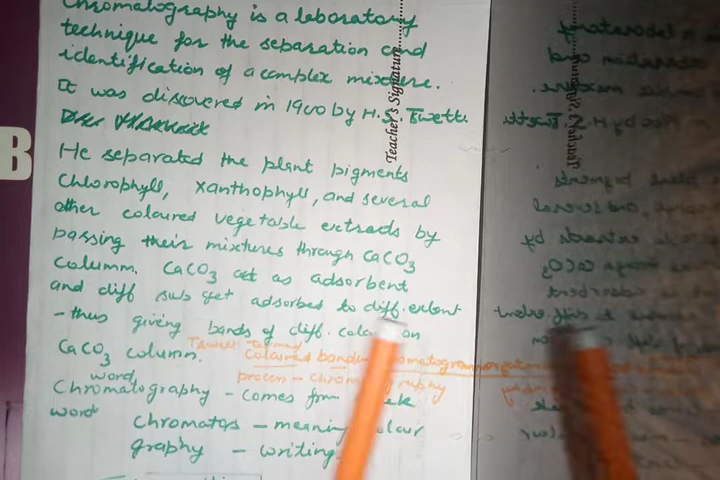 Chromatography is a laboratory
technique for the separation and
identification of a complex mixture.
It was discovered in 1900 by H.S. Twett.
He separated the plant pigments
Chlorophyll, xanthophyll, and several
other coloured vegetable extracts by
passing their mixtures through CaCO3
Column. CaCO3 act as adsorbent
and diff sub get adsorbed to diff. extent
- thus giving bands of diff. colour on
CaCO3 column.
Tswett termed
coloured bands
process - chromatography
Chromatography - comes from
word
word
Chromatos - meaning colour
graphy - writing
Teacher's Signature
B